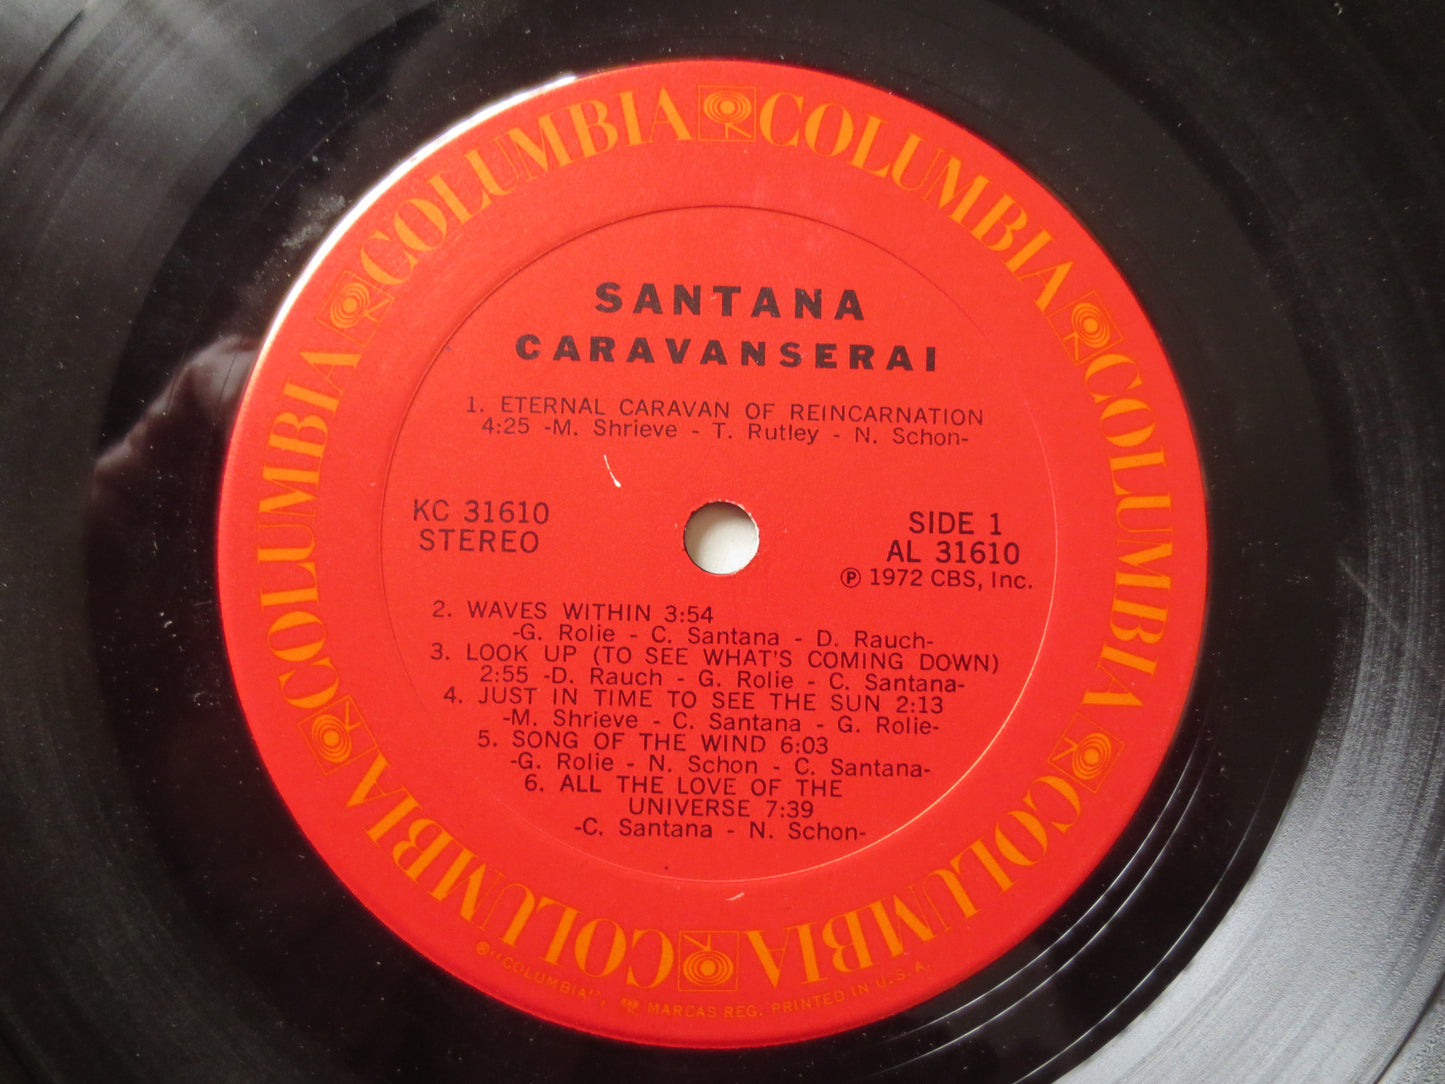 COLUMBIA COLUMBIA COLUMBIA COLUMBIA COLUMBIA COLUMBIA COLUMBIA COLUMBIA
SANTANA
CARAVANSERAI
1. ETERNAL CARAVAN OF REINCARNATION
4:25 -M. Shrieve - T. Rutley - N. Schon-
KC 31610
STEREO
SIDE 1
AL 31610
℗ 1972 CBS, Inc.
2. WAVES WITHIN 3:54
-G. Rolie - C. Santana - D. Rauch-
3. LOOK UP (TO SEE WHAT'S COMING DOWN)
2:55 -D. Rauch - G. Rolie - C. Santana-
4. JUST IN TIME TO SEE THE SUN 2:13
-M. Shrieve - C. Santana - G. Rolie-
5. SONG OF THE WIND 6:03
-G. Rolie - N. Schon - C. Santana-
6. ALL THE LOVE OF THE
UNIVERSE 7:39
-C. Santana - N. Schon-
® "COLUMBIA", MARCAS REG. PRINTED IN U.S.A.